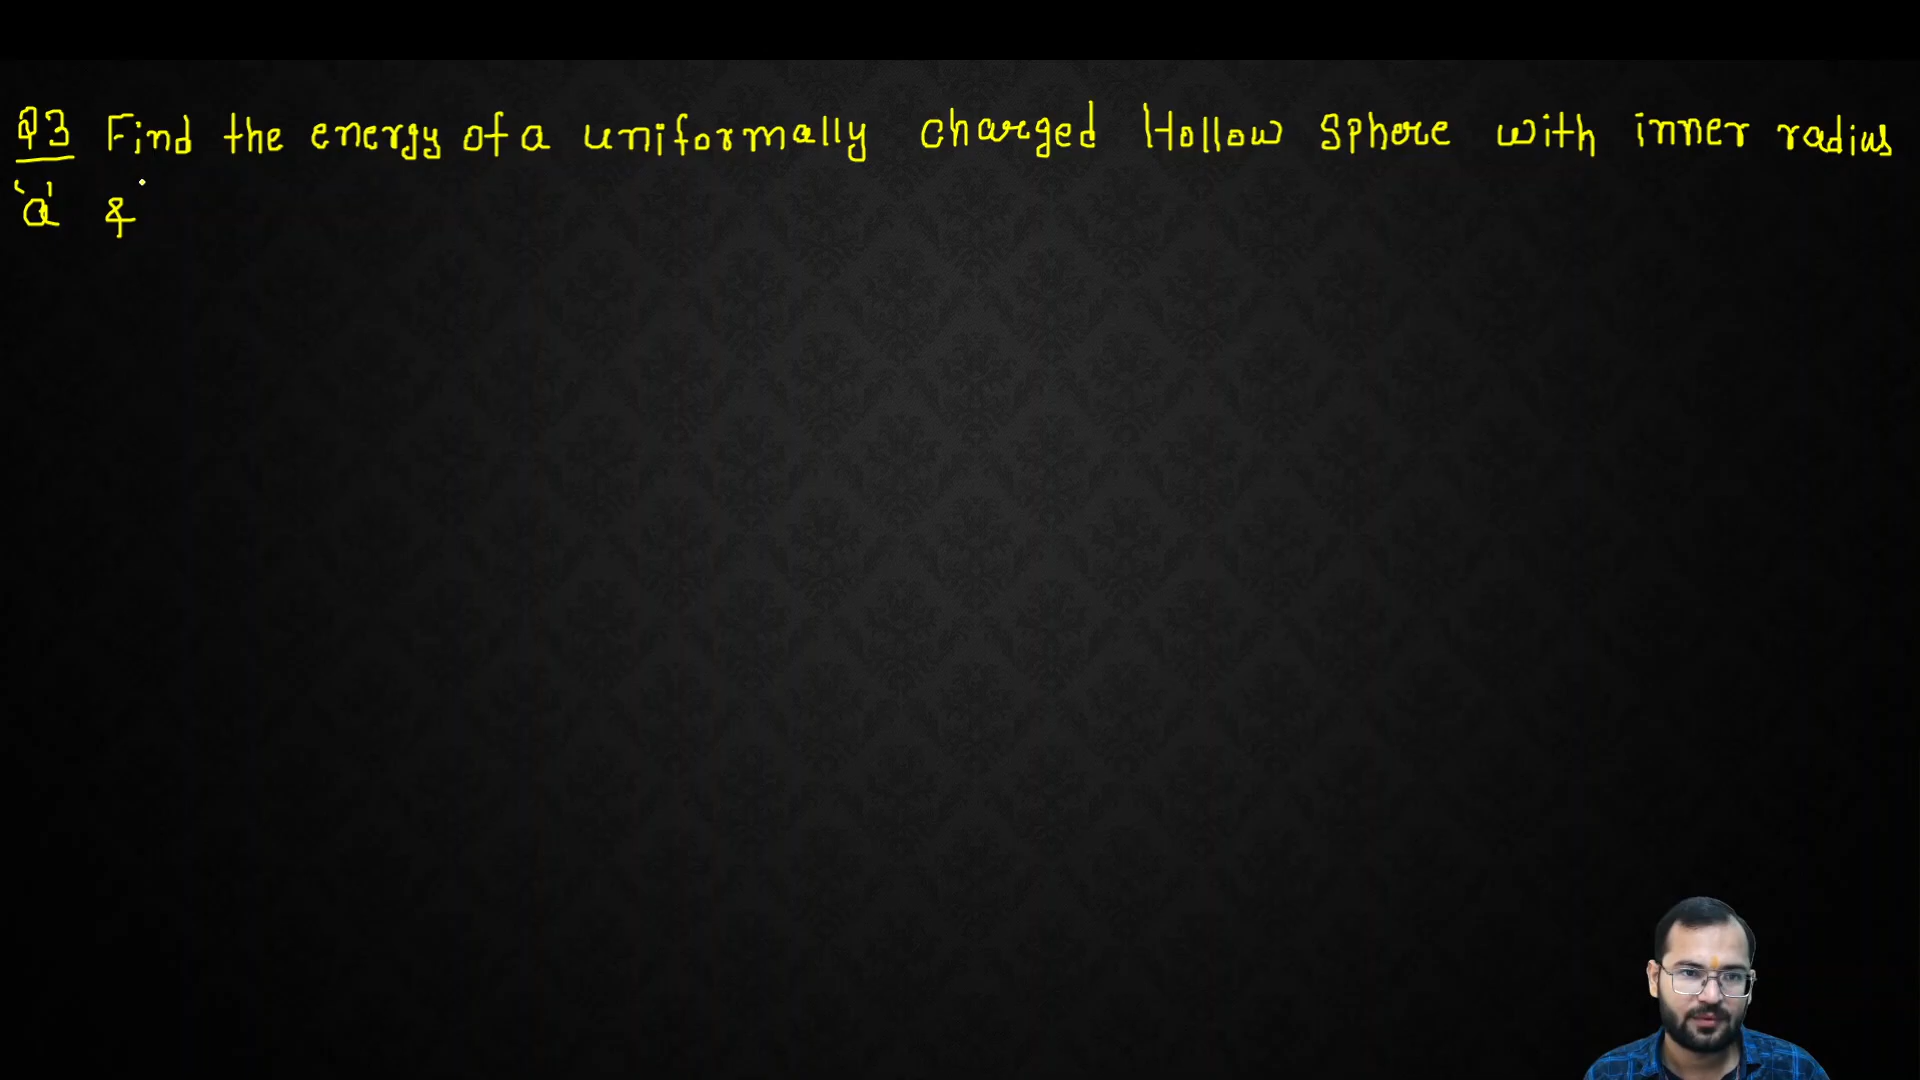 Q3 Find the energy of a uniformally charged Hollow Sphere with inner radius
'a' &